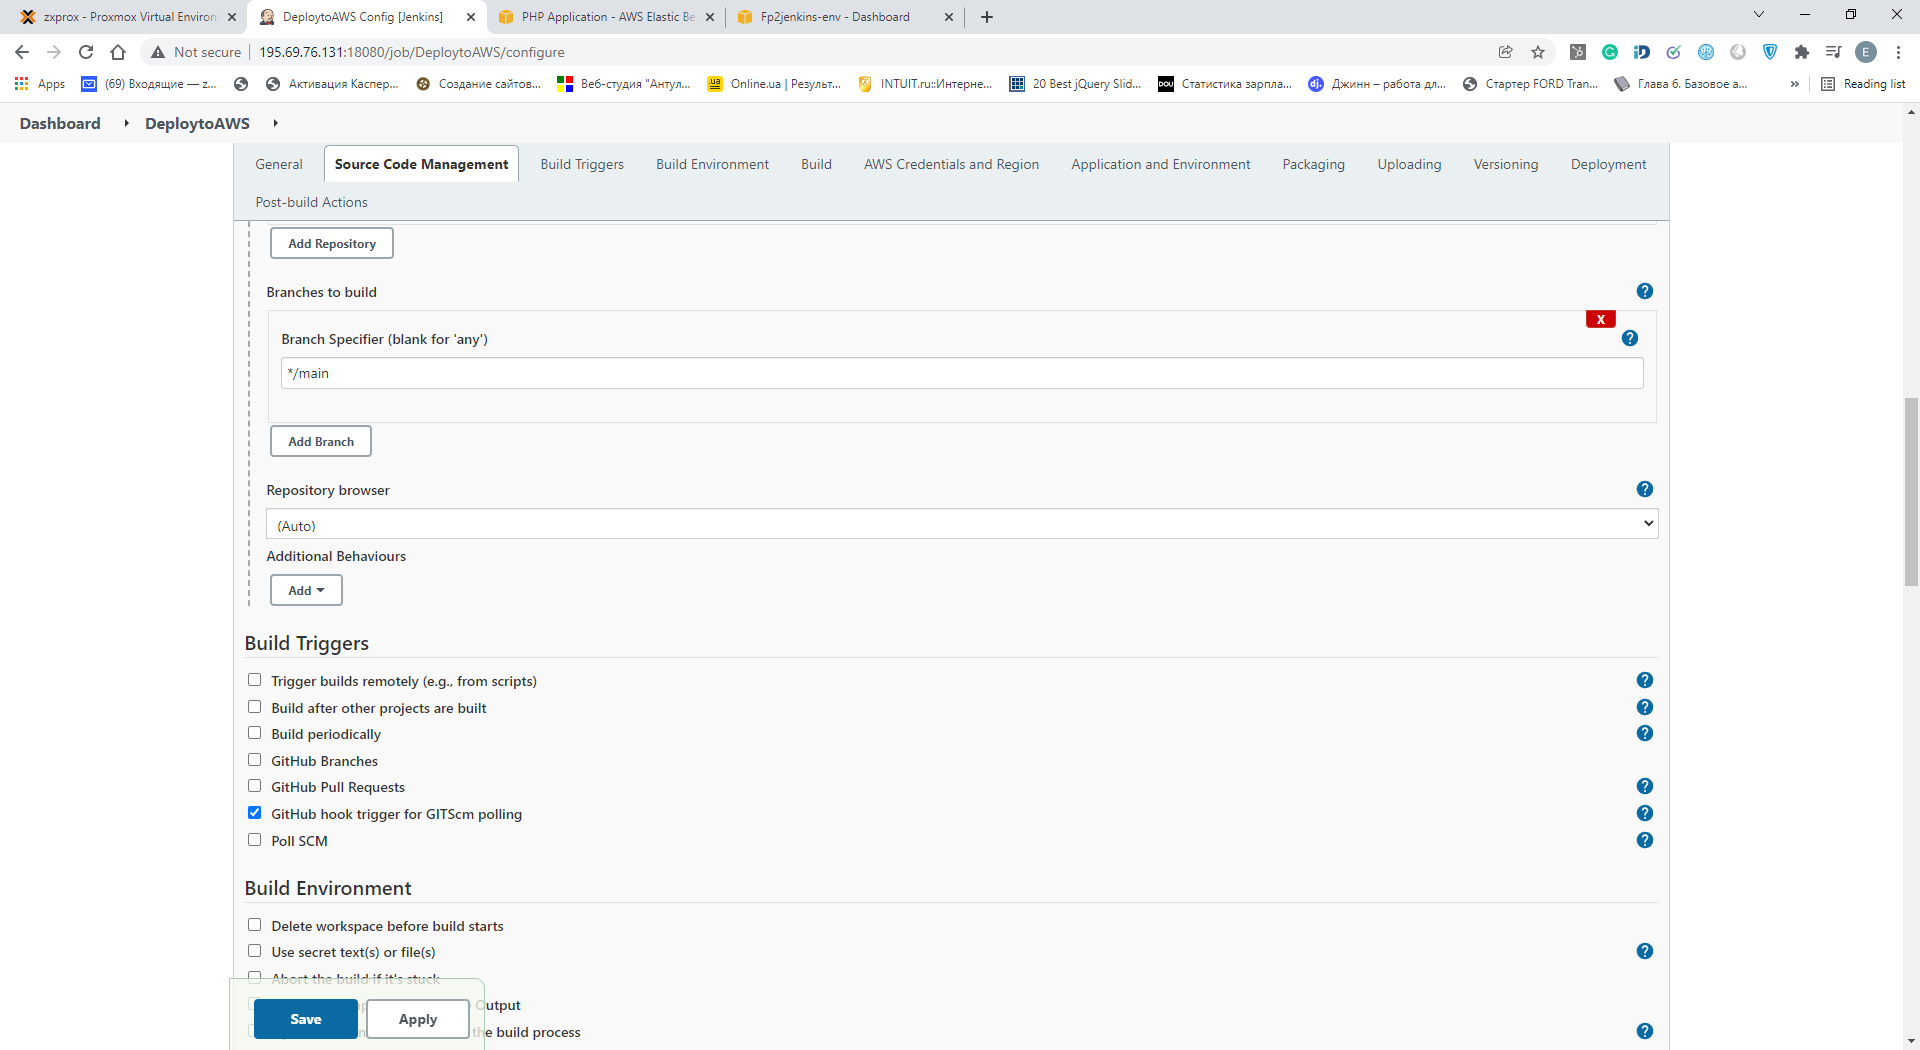 zxprox - Proxmox Virtual Environ
DeploytoAWS Config [Jenkins]
PHP Application - AWS Elastic Be
Fp2jenkins-env - Dashboard
Not secure
195.69.76.131:18080/job/DeploytoAWS/configure
E
Apps
(69) Входящие — z...
Активация Каспер...
Создание сайтов...
Веб-студия "Антул...
Online.ua | Результ...
INTUIT.ru::Интерне...
20 Best jQuery Slid...
DOU
Статистика зарпла...
dj.
Джинн – работа дл...
Стартер FORD Tran...
Глава 6. Базовое а...
»
Reading list
Dashboard
DeploytoAWS
General
Source Code Management
Build Triggers
Build Environment
Build
AWS Credentials and Region
Application and Environment
Packaging
Uploading
Versioning
Deployment
Post-build Actions
Add Repository
Branches to build
X
Branch Specifier (blank for 'any')
*/main
Add Branch
Repository browser
(Auto)
Additional Behaviours
Add
Build Triggers
Trigger builds remotely (e.g., from scripts)
Build after other projects are built
Build periodically
GitHub Branches
GitHub Pull Requests
GitHub hook trigger for GITScm polling
Poll SCM
Build Environment
Delete workspace before build starts
Use secret text(s) or file(s)
Abort the build if it's stuck
Output
the build process
Save
Apply